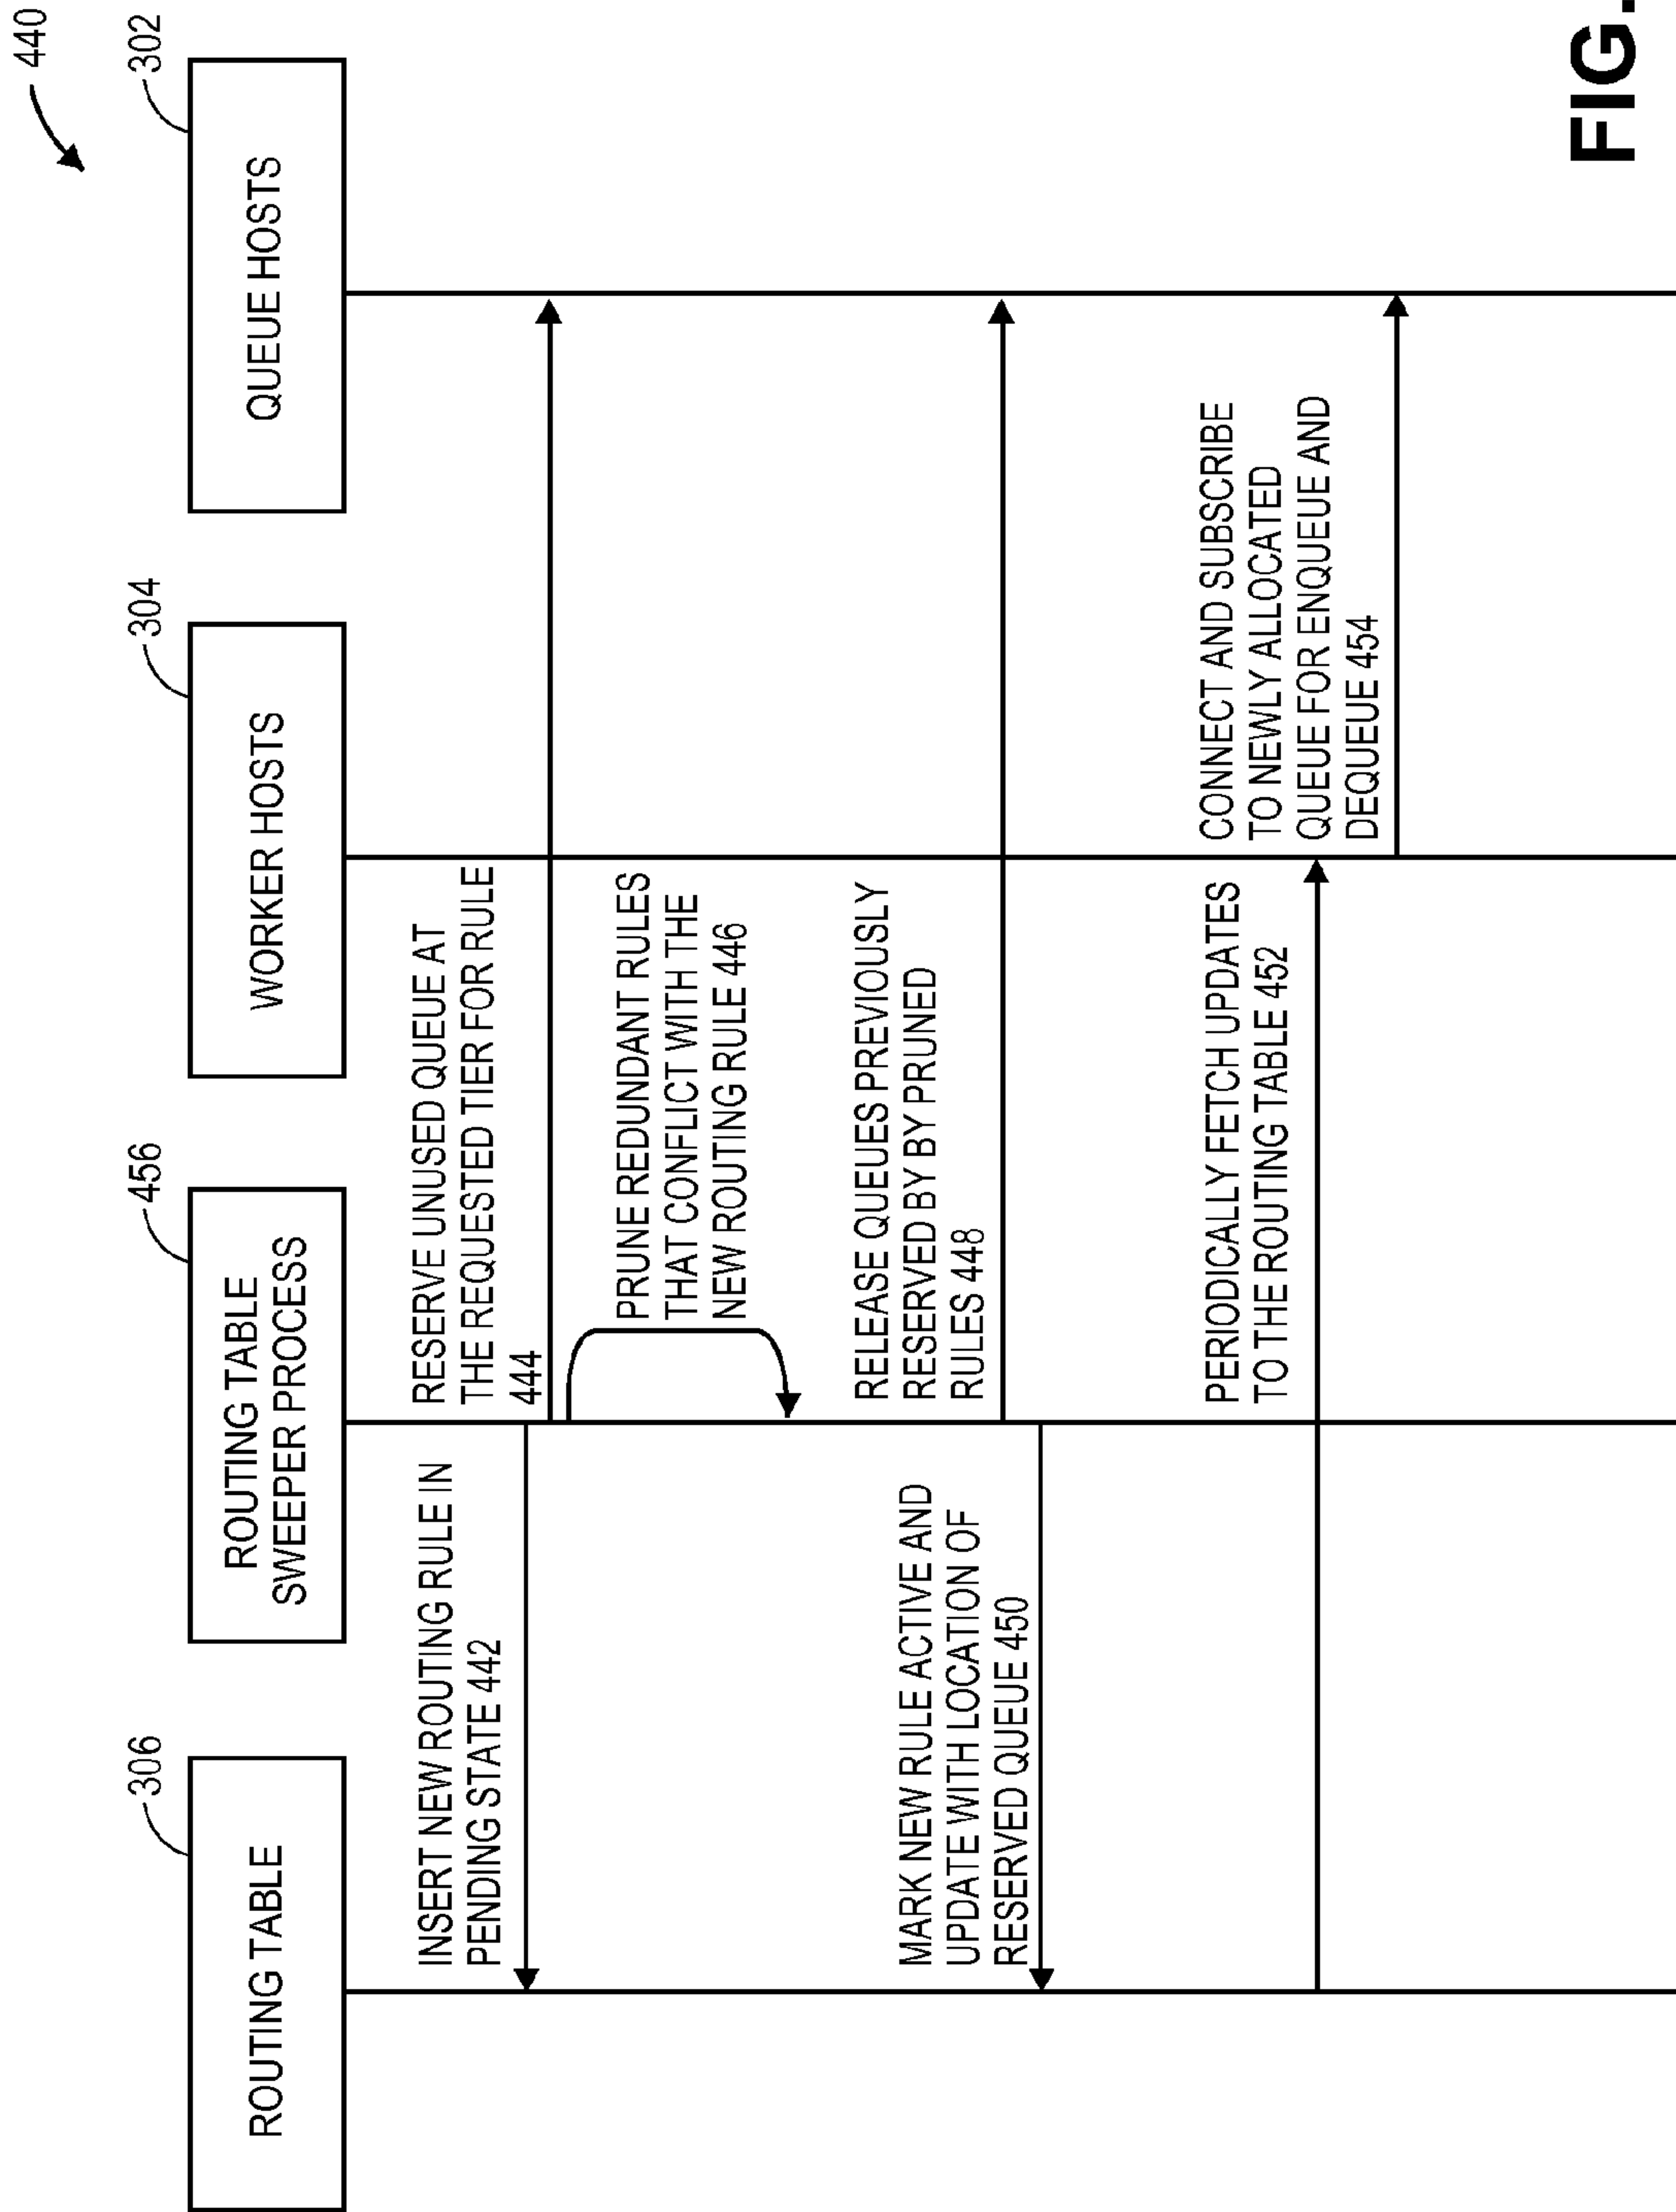 440
306
456
304
302
ROUTING TABLE
ROUTING TABLE
SWEEPER PROCESS
WORKER HOSTS
QUEUE HOSTS
INSERT NEW ROUTING RULE IN
PENDING STATE 442
RESERVE UNUSED QUEUE AT
THE REQUESTED TIER FOR RULE
444
PRUNE REDUNDANT RULES
THAT CONFLICT WITH THE
NEW ROUTING RULE 446
RELEASE QUEUES PREVIOUSLY
RESERVED BY BY PRUNED
RULES 448
MARK NEW RULE ACTIVE AND
UPDATE WITH LOCATION OF
RESERVED QUEUE 450
PERIODICALLY FETCH UPDATES
TO THE ROUTING TABLE 452
CONNECT AND SUBSCRIBE
TO NEWLY ALLOCATED
QUEUE FOR ENQUEUE AND
DEQUEUE 454
FIG.